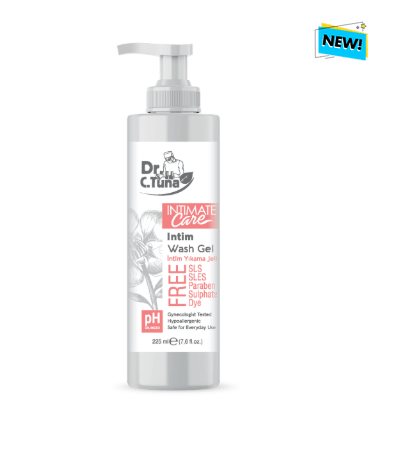 NEW!
Dr.
C.Tuna
INTIMATE
Care
Intim
Wash Gel
Intim Yıkama Jeli
FREE
SLS
SLES
Paraben
Sulphate
Dye
pH
Gynecologist Tested
Hypoallergenic
Safe for Everyday Use
225 ml ℮ (7.6 fl.oz.)